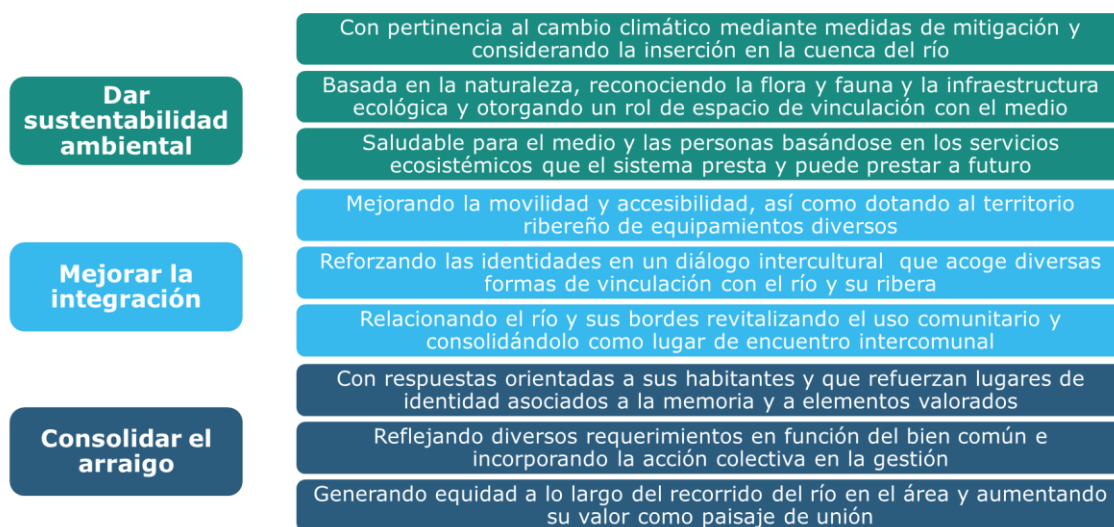 Dar
sustentabilidad
ambiental
Con pertinencia al cambio climático mediante medidas de mitigación y
considerando la inserción en la cuenca del río
Basada en la naturaleza, reconociendo la flora y fauna y la infraestructura
ecológica y otorgando un rol de espacio de vinculación con el medio
Saludable para el medio y las personas basándose en los servicios
ecosistémicos que el sistema presta y puede prestar a futuro
Mejorar la
integración
Mejorando la movilidad y accesibilidad, así como dotando al territorio
ribereño de equipamientos diversos
Reforzando las identidades en un diálogo intercultural que acoge diversas
formas de vinculación con el río y su ribera
Relacionando el río y sus bordes revitalizando el uso comunitario y
consolidándolo como lugar de encuentro intercomunal
Consolidar el
arraigo
Con respuestas orientadas a sus habitantes y que refuerzan lugares de
identidad asociados a la memoria y a elementos valorados
Reflejando diversos requerimientos en función del bien común e
incorporando la acción colectiva en la gestión
Generando equidad a lo largo del recorrido del río en el área y aumentando
su valor como paisaje de unión